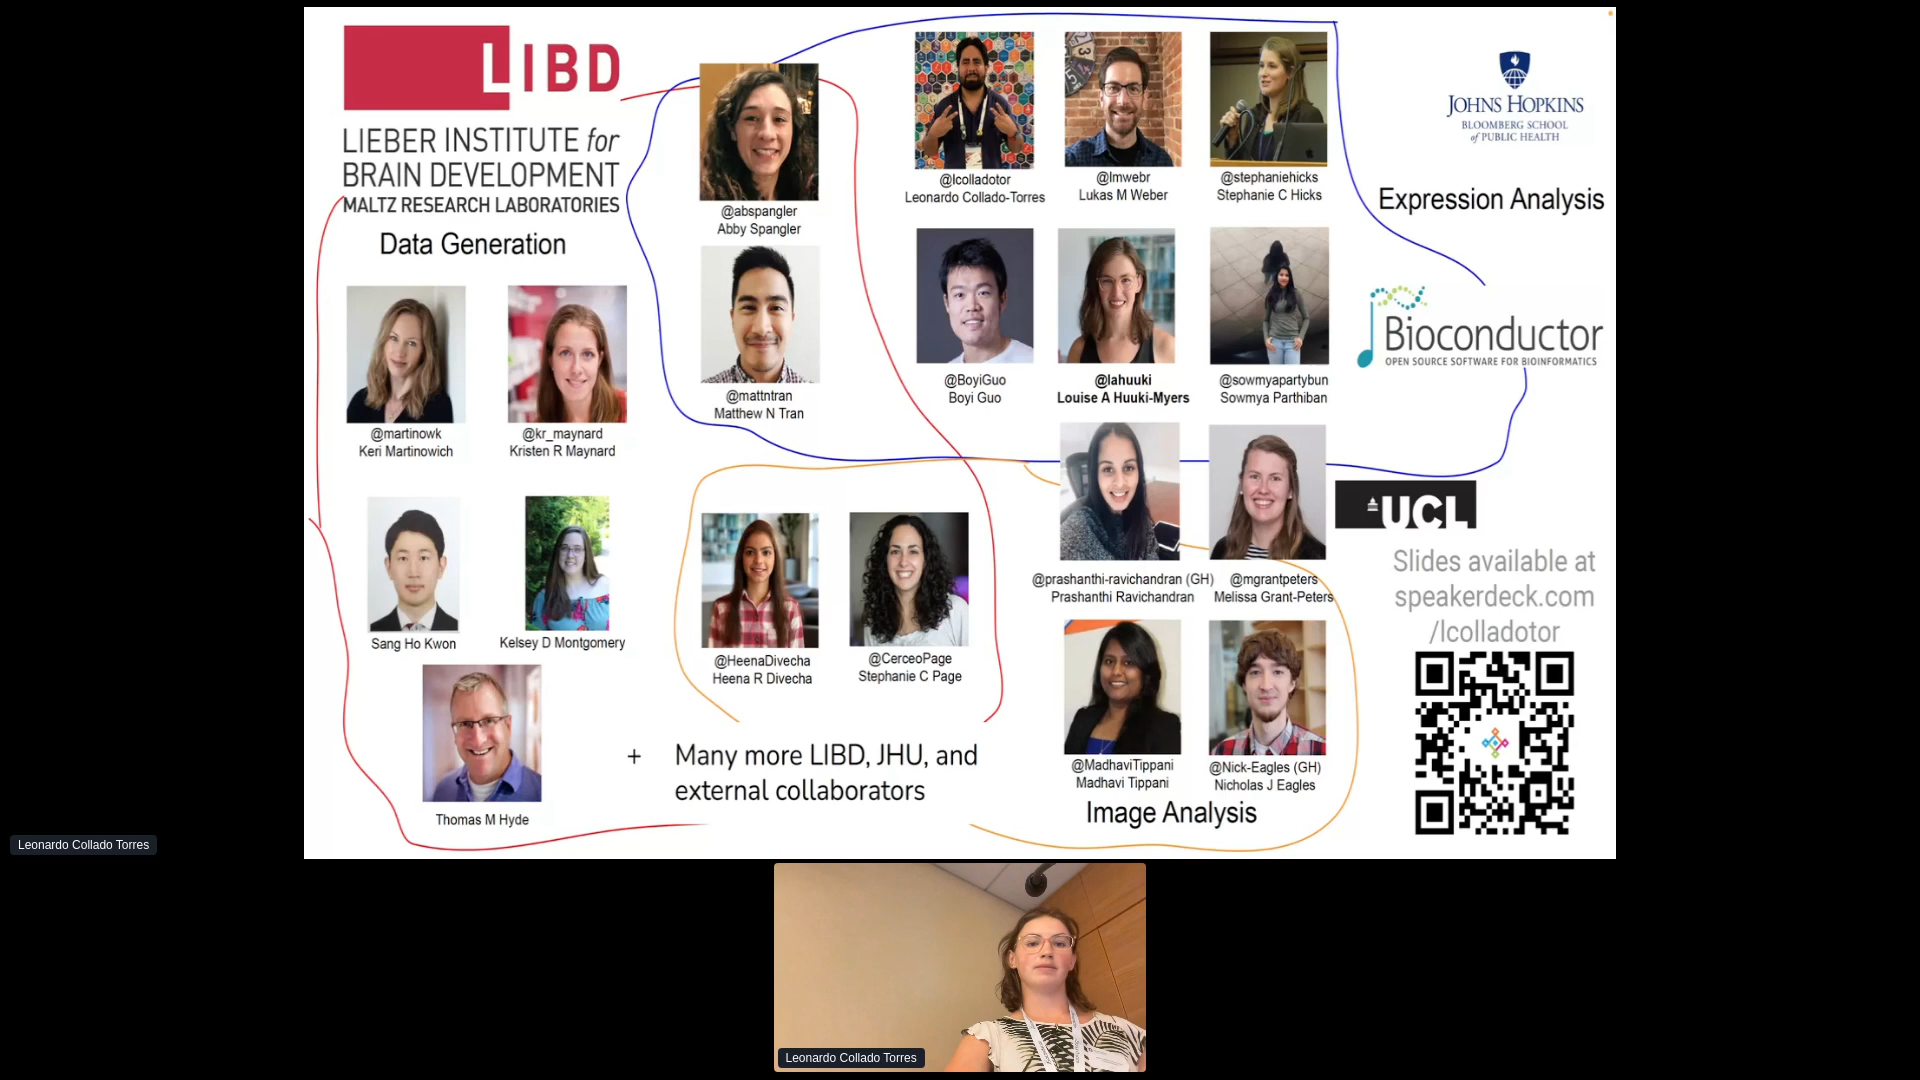 LIBD
LIEBER INSTITUTE for
BRAIN DEVELOPMENT
MALTZ RESEARCH LABORATORIES
Data Generation
@martinowk
Keri Martinowich
@kr_maynard
Kristen R Maynard
Sang Ho Kwon
Kelsey D Montgomery
Thomas M Hyde
@abspangler
Abby Spangler
@mattntran
Matthew N Tran
@lcolladotor
Leonardo Collado-Torres
@lmwebr
Lukas M Weber
@stephaniehicks
Stephanie C Hicks
@BoyiGuo
Boyi Guo
@lahuuki
Louise A Huuki-Myers
@sowmyapartybun
Sowmya Parthiban
JOHNS HOPKINS
BLOOMBERG SCHOOL
of PUBLIC HEALTH
Expression Analysis
Bioconductor
OPEN SOURCE SOFTWARE FOR BIOINFORMATICS
@HeenaDivecha
Heena R Divecha
@CerceoPage
Stephanie C Page
@prashanthi-ravichandran (GH)
Prashanthi Ravichandran
@mgrantpeters
Melissa Grant-Peters
@MadhaviTippani
Madhavi Tippani
@Nick-Eagles (GH)
Nicholas J Eagles
Image Analysis
UCL
Slides available at
speakerdeck.com
/lcolladotor
+ Many more LIBD, JHU, and
external collaborators
Leonardo Collado Torres
Leonardo Collado Torres